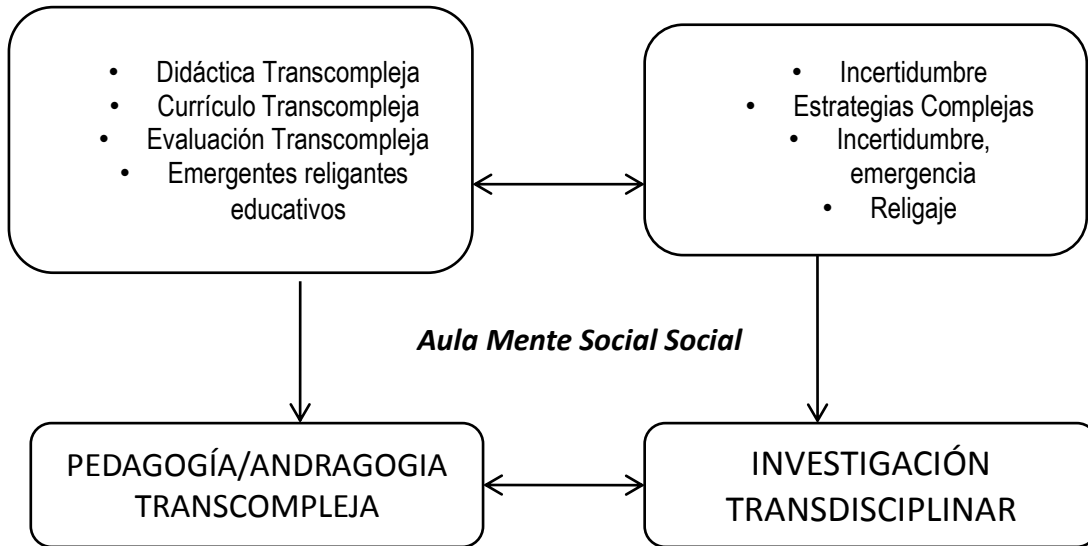 • Didáctica Transcompleja
• Currículo Transcompleja
• Evaluación Transcompleja
• Emergentes religantes
educativos
• Incertidumbre
• Estrategias Complejas
• Incertidumbre,
emergencia
• Religaje
Aula Mente Social Social
PEDAGOGÍA/ANDRAGOGIA
TRANSCOMPLEJA
INVESTIGACIÓN
TRANSDISCIPLINAR